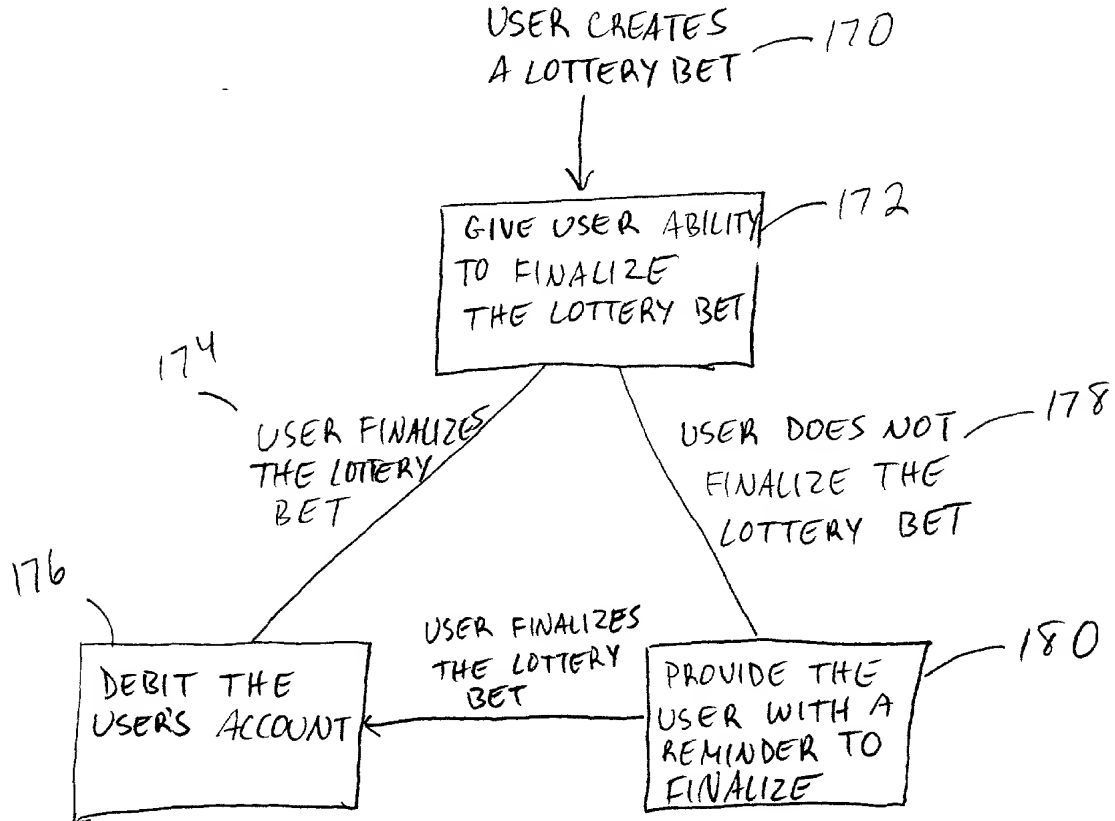 USER CREATES
A LOTTERY BET
170
GIVE USER ABILITY
TO FINALIZE
THE LOTTERY BET
172
174
USER FINALIZES
THE LOTTERY
BET
USER DOES NOT
FINALIZE THE
LOTTERY BET
178
176
DEBIT THE
USER'S ACCOUNT
USER FINALIZES
THE LOTTERY
BET
PROVIDE THE
USER WITH A
REMINDER TO
FINALIZE
180